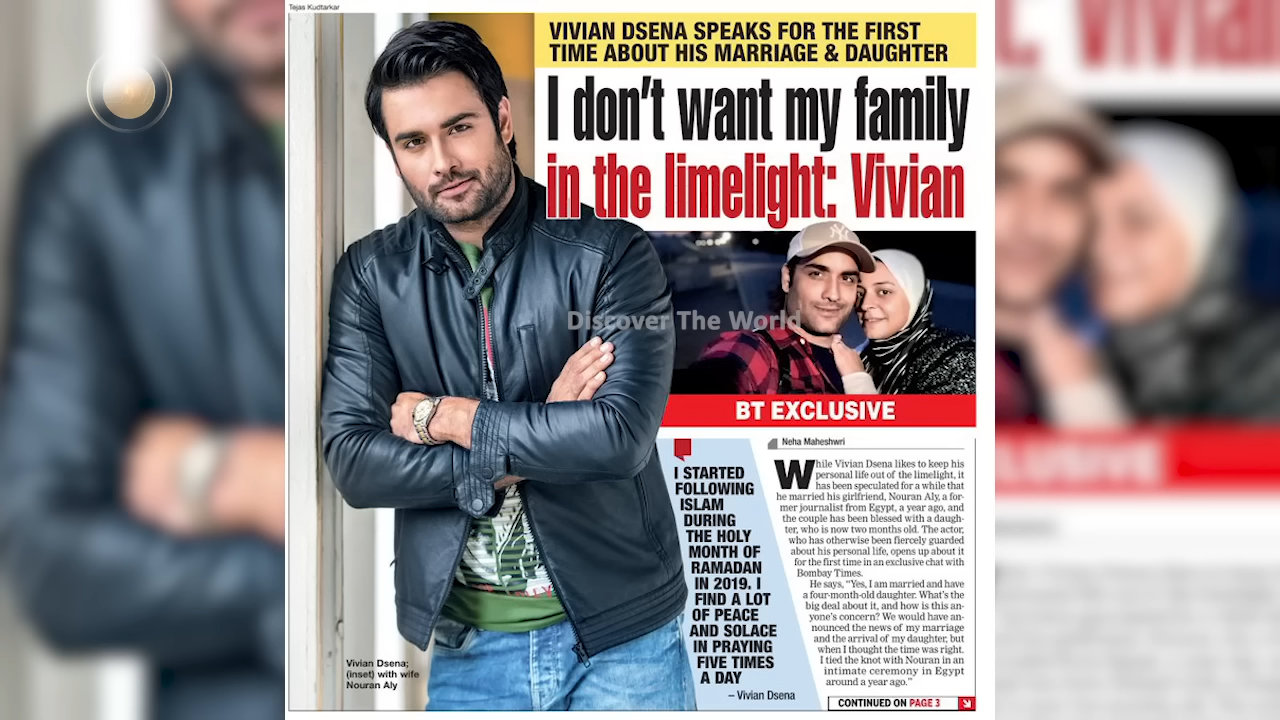 Tejas Kudtarkar
VIVIAN DSENA SPEAKS FOR THE FIRST
TIME ABOUT HIS MARRIAGE & DAUGHTER
I don't want my family
in the limelight: Vivian
NY
Discover The World
BT EXCLUSIVE
I STARTED
FOLLOWING
ISLAM
DURING
THE HOLY
MONTH OF
RAMADAN
IN 2019. I
FIND A LOT
OF PEACE
AND SOLACE
IN PRAYING
FIVE TIMES
A DAY
– Vivian Dsena
Neha Maheshwri
While Vivian Dsena likes to keep his
personal life out of the limelight, it
has been speculated for a while that
he married his girlfriend, Nouran Aly, a for-
mer journalist from Egypt, a year ago, and
the couple has been blessed with a daugh-
ter, who is now two months old. The actor,
who has otherwise been fiercely guarded
about his personal life, opens up about it
for the first time in an exclusive chat with
Bombay Times.
He says, “Yes, I am married and have
a four-month-old daughter. What's the
big deal about it, and how is this an-
yone's concern? We would have an-
nounced the news of my marriage
and the arrival of my daughter, but
when I thought the time was right.
I tied the knot with Nouran in an
intimate ceremony in Egypt
around a year ago.”
Vivian Dsena;
(inset) with wife
Nouran Aly
CONTINUED ON PAGE 3